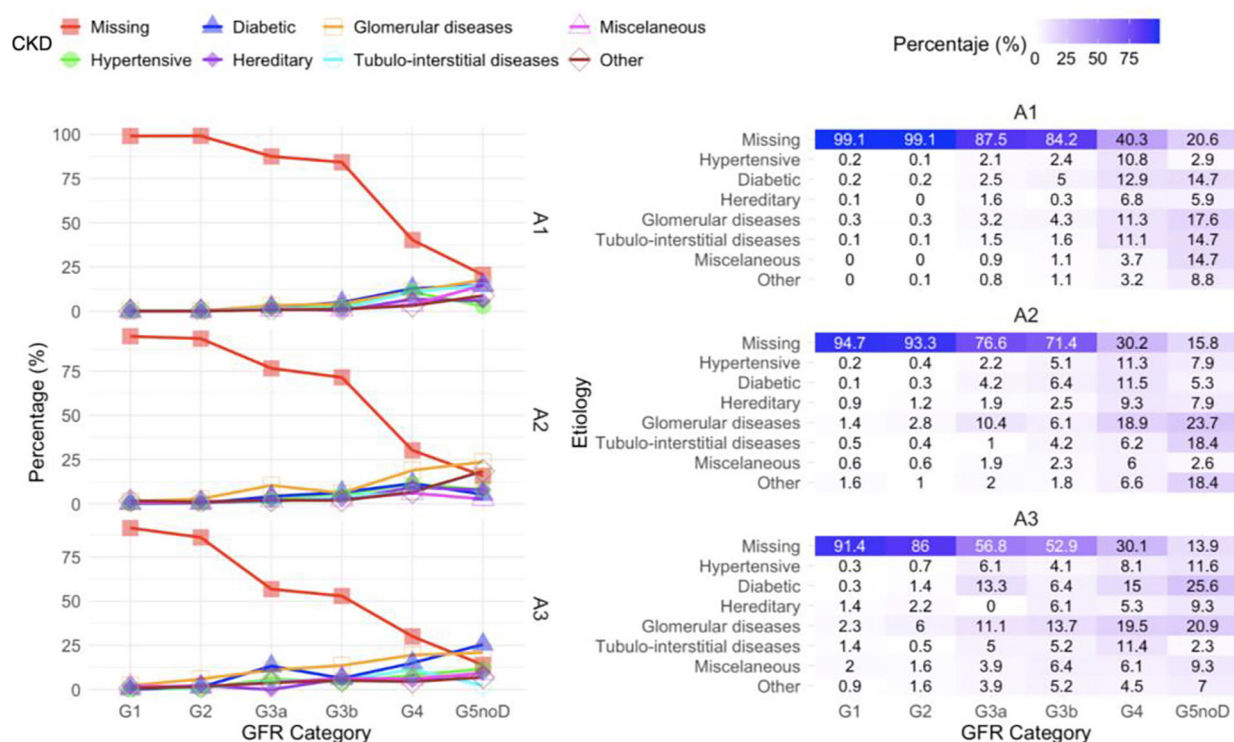 CKD
Missing Diabetic Glomerular diseases Miscelaneous
Hypertensive Hereditary Tubulo-interstitial diseases Other
Percentaje (%)
0 25 50 75
Percentage (%)
100
75
50
25
0
A1
75
50
25
0
A2
75
50
25
0
A3
G1 G2 G3a G3b G4 G5noD
GFR Category
Etiology
A1
Missing 99.1 99.1 87.5 84.2 40.3 20.6
Hypertensive 0.2 0.1 2.1 2.4 10.8 2.9
Diabetic 0.2 0.2 2.5 5 12.9 14.7
Hereditary 0.1 0 1.6 0.3 6.8 5.9
Glomerular diseases 0.3 0.3 3.2 4.3 11.3 17.6
Tubulo-interstitial diseases 0.1 0.1 1.5 1.6 11.1 14.7
Miscelaneous 0 0 0.9 1.1 3.7 14.7
Other 0 0.1 0.8 1.1 3.2 8.8
A2
Missing 94.7 93.3 76.6 71.4 30.2 15.8
Hypertensive 0.2 0.4 2.2 5.1 11.3 7.9
Diabetic 0.1 0.3 4.2 6.4 11.5 5.3
Hereditary 0.9 1.2 1.9 2.5 9.3 7.9
Glomerular diseases 1.4 2.8 10.4 6.1 18.9 23.7
Tubulo-interstitial diseases 0.5 0.4 1 4.2 6.2 18.4
Miscelaneous 0.6 0.6 1.9 2.3 6 2.6
Other 1.6 1 2 1.8 6.6 18.4
A3
Missing 91.4 86 56.8 52.9 30.1 13.9
Hypertensive 0.3 0.7 6.1 4.1 8.1 11.6
Diabetic 0.3 1.4 13.3 6.4 15 25.6
Hereditary 1.4 2.2 0 6.1 5.3 9.3
Glomerular diseases 2.3 6 11.1 13.7 19.5 20.9
Tubulo-interstitial diseases 1.4 0.5 5 5.2 11.4 2.3
Miscelaneous 2 1.6 3.9 6.4 6.1 9.3
Other 0.9 1.6 3.9 5.2 4.5 7
G1 G2 G3a G3b G4 G5noD
GFR Category